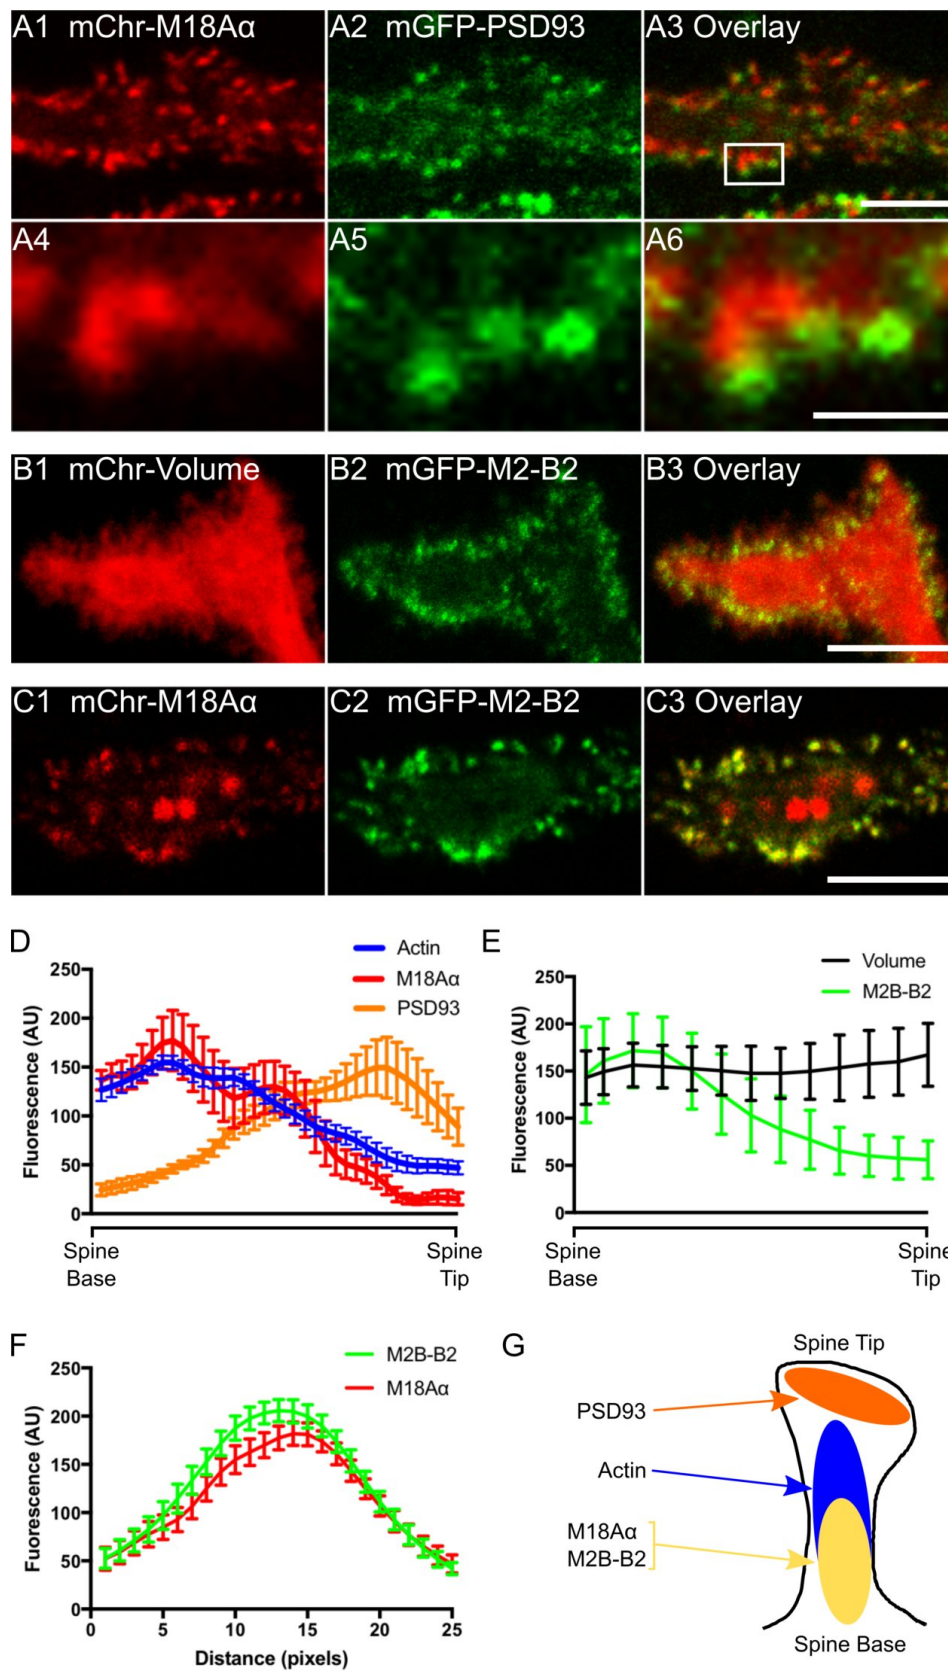 A1 mChr-M18Aα
A2 mGFP-PSD93
A3 Overlay
A4
A5
A6
B1 mChr-Volume
B2 mGFP-M2-B2
B3 Overlay
C1 mChr-M18Aα
C2 mGFP-M2-B2
C3 Overlay
D
Actin
M18Aα
PSD93
Fluorescence (AU)
250
200
150
100
50
0
Spine
Base
Spine
Tip
E
Volume
M2B-B2
Fluorescence (AU)
250
200
150
100
50
0
Spine
Base
Spine
Tip
F
M2B-B2
M18Aα
Fuorescence (AU)
250
200
150
100
50
0
0 5 10 15 20 25
Distance (pixels)
G
Spine Tip
PSD93
Actin
M18Aα
M2B-B2
Spine Base